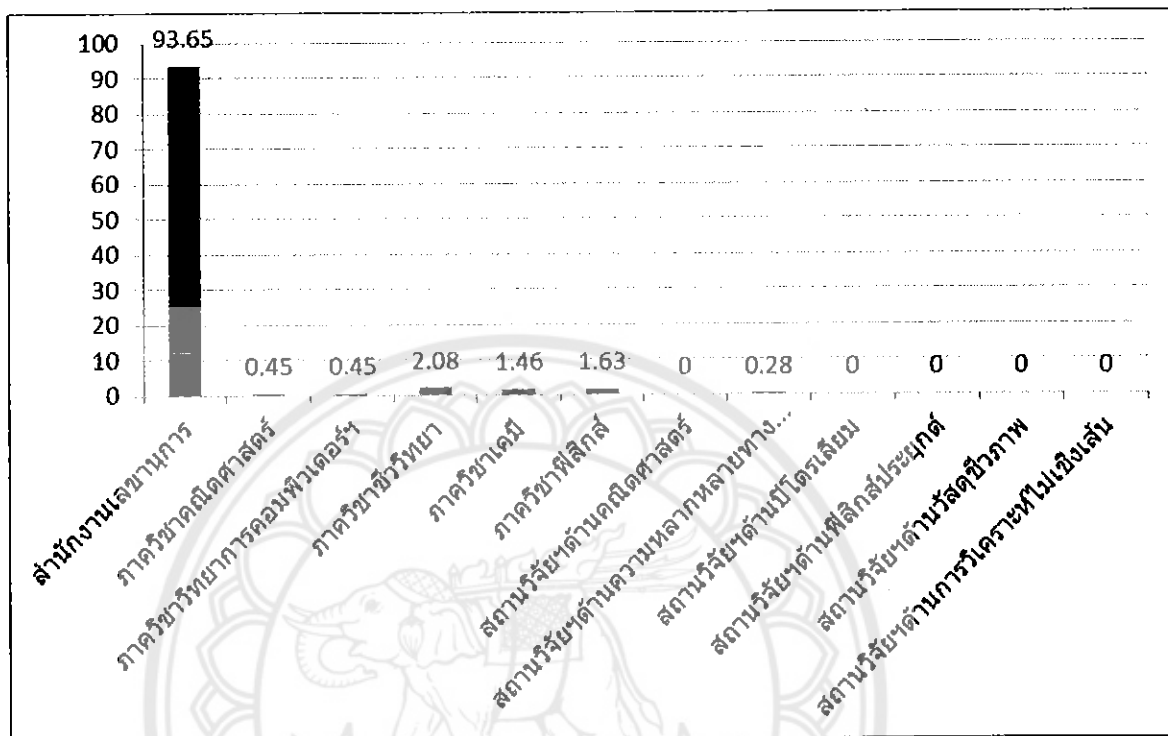 100
90
80
70
60
50
40
30
20
10
0
93.65
0.45
0.45
2.08
1.46
1.63
0
0.28
0
0
0
0
สำนักงานเลขานุการ
ภาควิชาคณิตศาสตร์
ภาควิชาวิทยาการคอมพิวเตอร์ฯ
ภาควิชาชีววิทยา
ภาควิชาเคมี
ภาควิชาฟิสิกส์
สถานวิจัยฯด้านคณิตศาสตร์
สถานวิจัยฯด้านความหลากหลายทาง...
สถานวิจัยฯด้านปิโตรเลียม
สถานวิจัยฯด้านฟิสิกส์ประยุกต์
สถานวิจัยฯด้านวัสดุชีวภาพ
สถานวิจัยฯด้านการวิเคราะห์ไม่เชิงเส้น